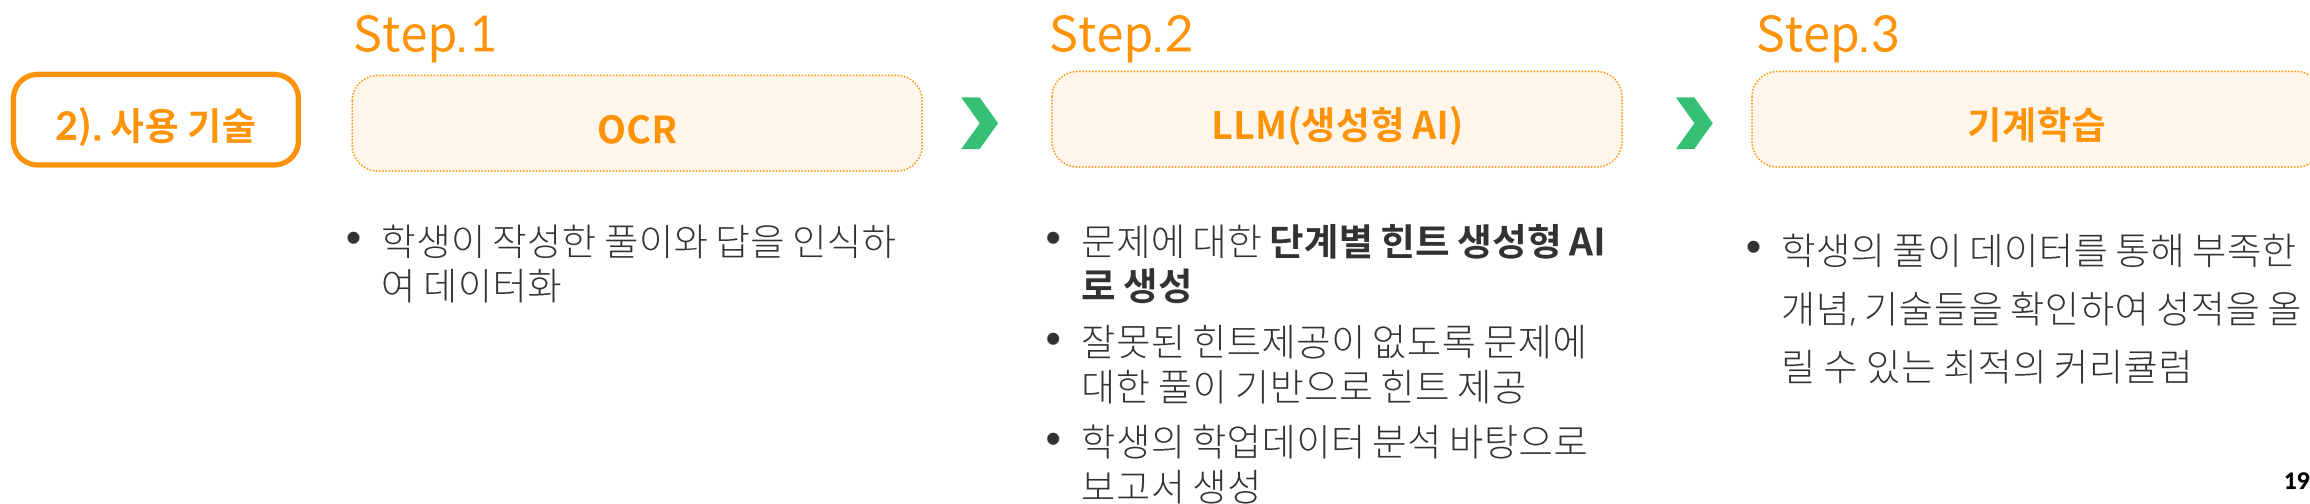 2). 사용 기술
Step.1
OCR
• 학생이 작성한 풀이와 답을 인식하
여 데이터화
Step.2
LLM(생성형 AI)
• 문제에 대한 단계별 힌트 생성형 AI
로 생성
• 잘못된 힌트제공이 없도록 문제에
대한 풀이 기반으로 힌트 제공
• 학생의 학업데이터 분석 바탕으로
보고서 생성
Step.3
기계학습
• 학생의 풀이 데이터를 통해 부족한
개념, 기술들을 확인하여 성적을 올
릴 수 있는 최적의 커리큘럼
19